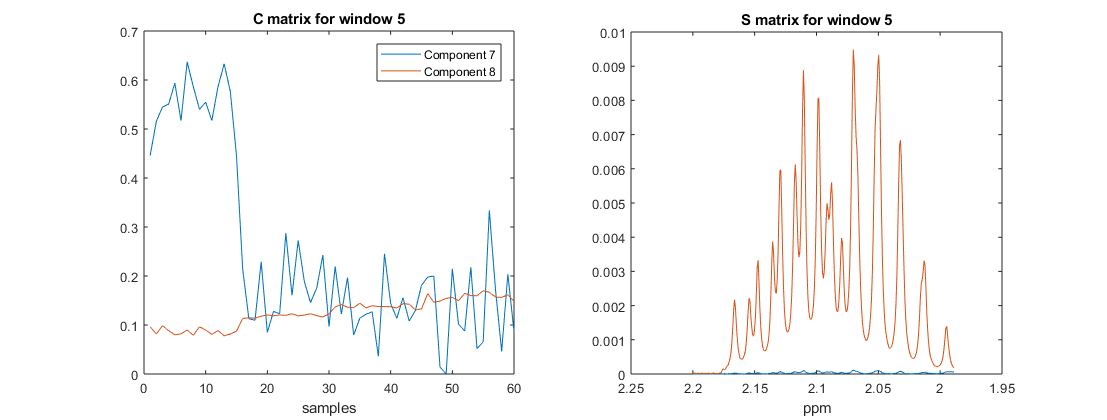 C matrix for window 5
0.7
0.6
0.5
0.4
0.3
0.2
0.1
0
Component 7
Component 8
0 10 20 30 40 50 60
samples
S matrix for window 5
0.01
0.009
0.008
0.007
0.006
0.005
0.004
0.003
0.002
0.001
0
2.25 2.2 2.15 2.1 2.05 2 1.95
ppm